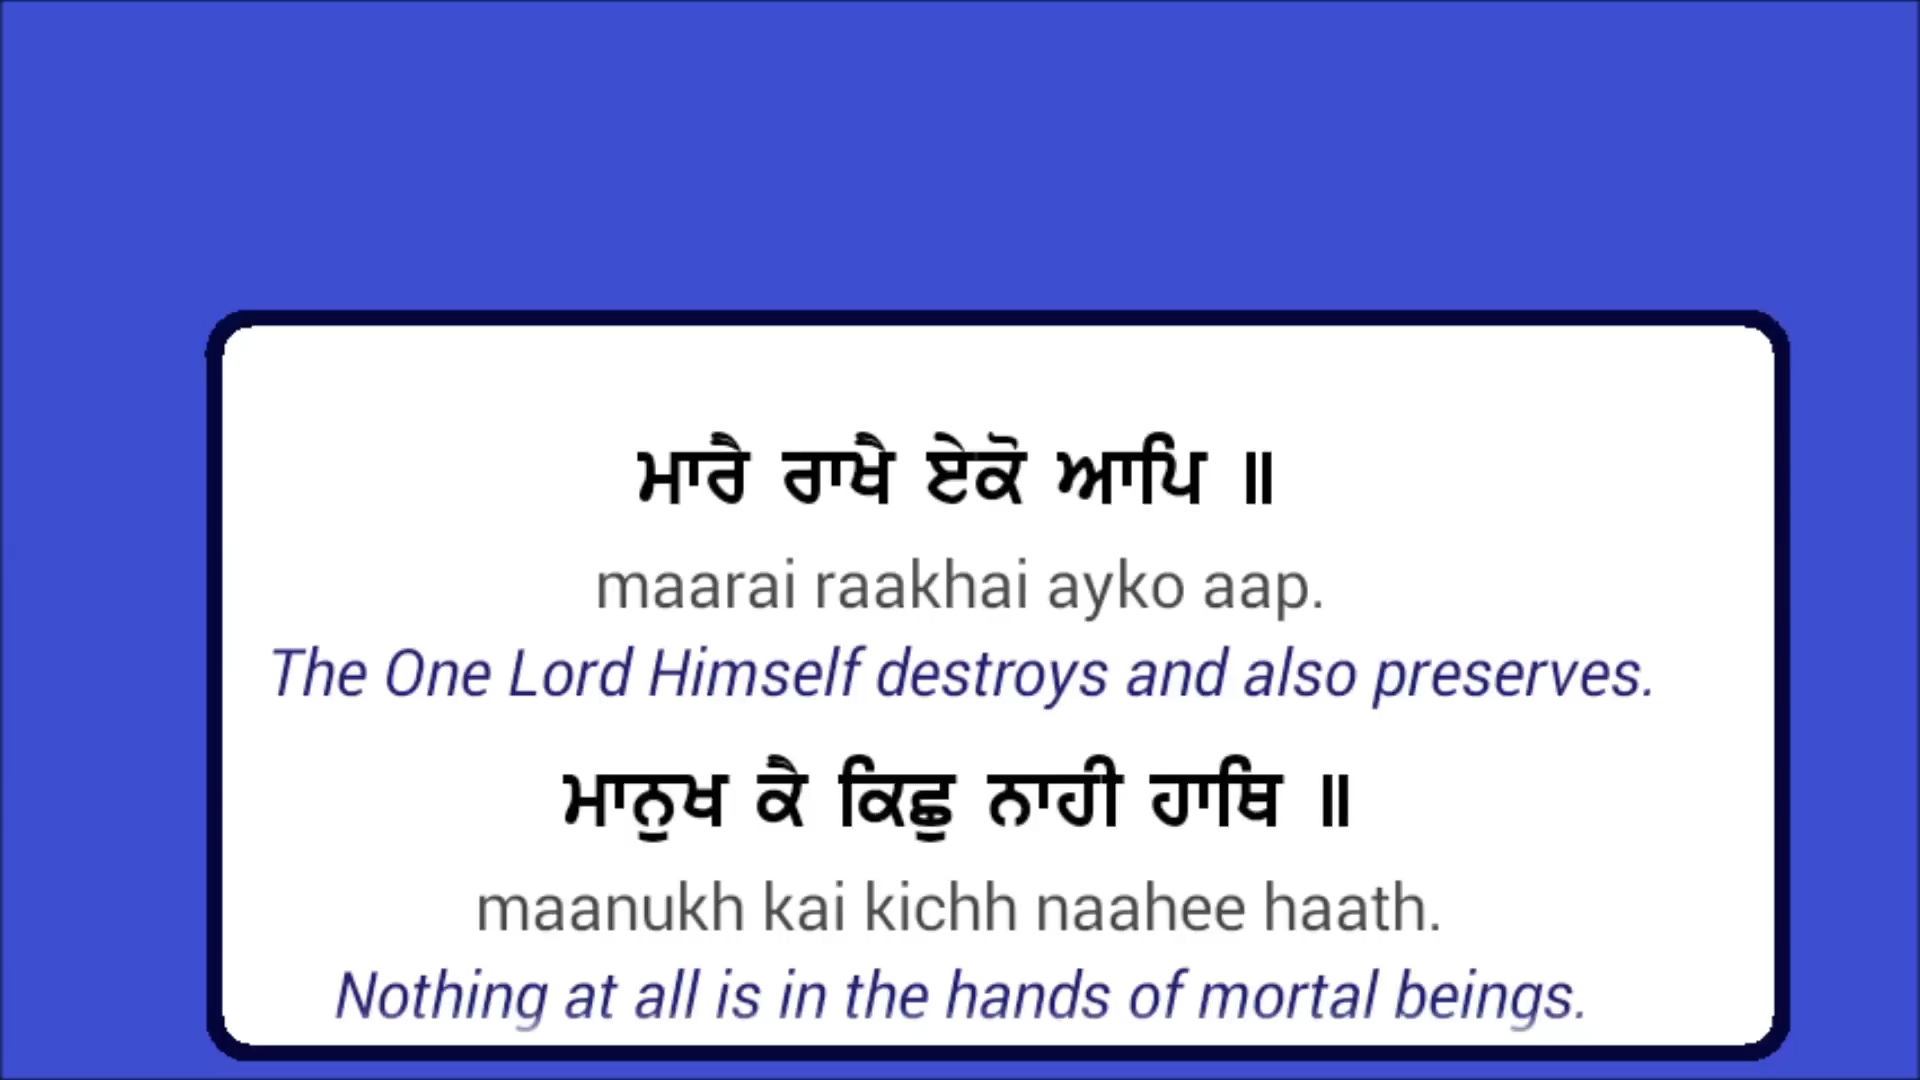 ਮਾਰੈ ਰਾਖੈ ਏਕੋ ਆਪਿ ॥
maarai raakhai ayko aap.
The One Lord Himself destroys and also preserves.
ਮਾਨੁਖ ਕੈ ਕਿਛੁ ਨਾਹੀ ਹਾਥਿ ॥
maanukh kai kichh naahee haath.
Nothing at all is in the hands of mortal beings.